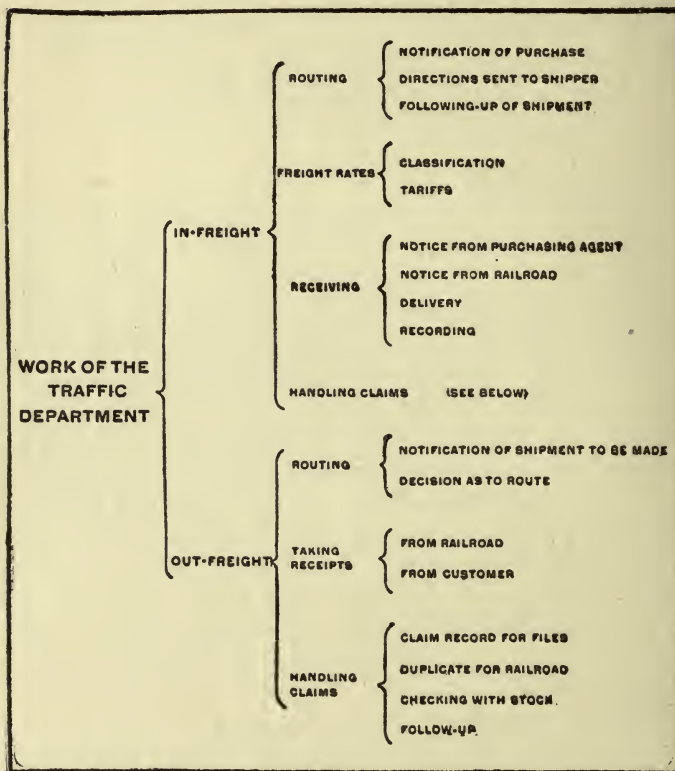 WORK OF THE
TRAFFIC
DEPARTMENT
IN-FREIGHT
ROUTING
NOTIFICATION OF PURCHASE
DIRECTIONS SENT TO SHIPPER
FOLLOWING-UP OF SHIPMENT
FREIGHT RATES
CLASSIFICATION
TARIFFS
RECEIVING
NOTICE FROM PURCHASING AGENT
NOTICE FROM RAILROAD
DELIVERY
RECORDING
HANDLING CLAIMS (SEE BELOW)
OUT-FREIGHT
ROUTING
NOTIFICATION OF SHIPMENT TO BE MADE
DECISION AS TO ROUTE
TAKING
RECEIPTS
FROM RAILROAD
FROM CUSTOMER
HANDLING
CLAIMS
CLAIM RECORD FOR FILES
DUPLICATE FOR RAILROAD
CHECKING WITH STOCK.
FOLLOW-UP.